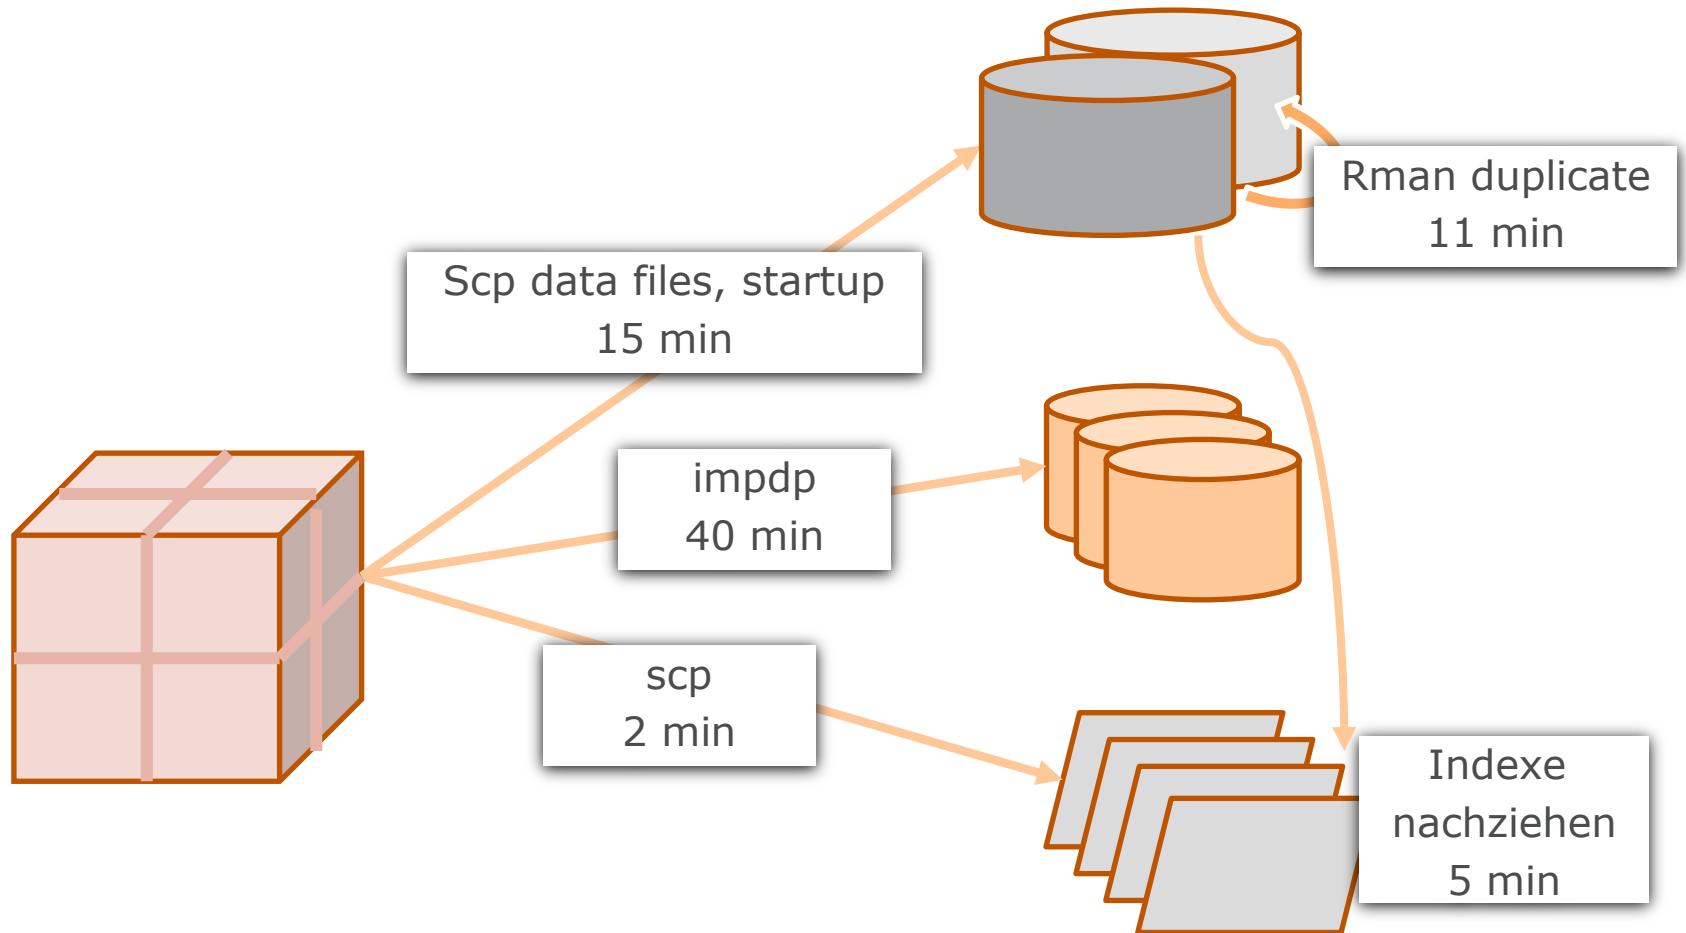 Rman duplicate
11 min
Scp data files, startup
15 min
impdp
40 min
scp
2 min
Indexe
nachziehen
5 min